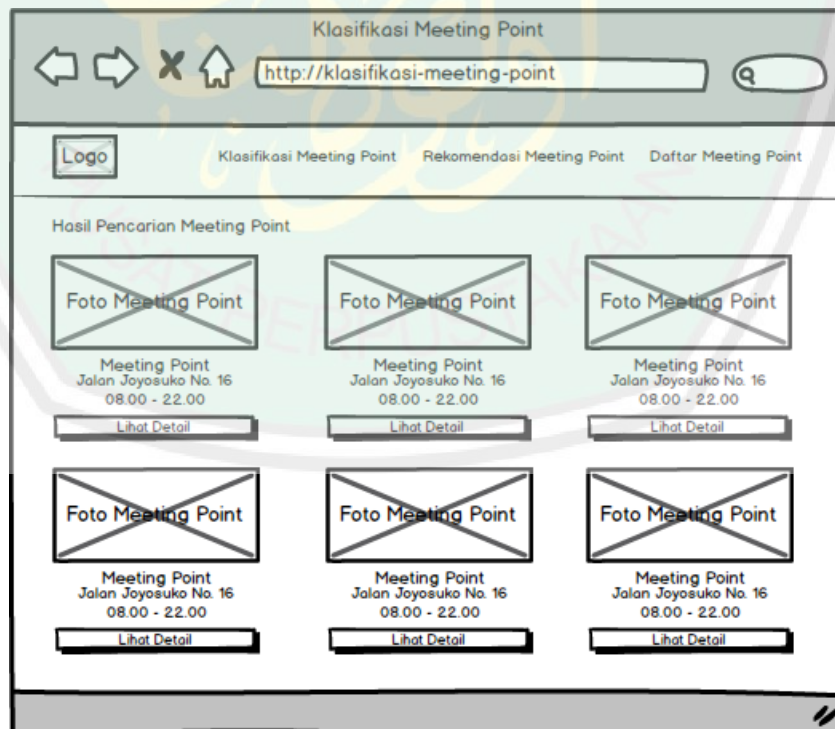 Klasifikasi Meeting Point
http://klasifikasi-meeting-point
Logo Klasifikasi Meeting Point Rekomendasi Meeting Point Daftar Meeting Point
Hasil Pencarian Meeting Point
Foto Meeting Point Foto Meeting Point Foto Meeting Point
Meeting Point Meeting Point Meeting Point
Jalan Joyosuko No. 16 Jalan Joyosuko No. 16 Jalan Joyosuko No. 16
08.00 - 22.00 08.00 - 22.00 08.00 - 22.00
Lihat Detail Lihat Detail Lihat Detail
Foto Meeting Point Foto Meeting Point Foto Meeting Point
Meeting Point Meeting Point Meeting Point
Jalan Joyosuko No. 16 Jalan Joyosuko No. 16 Jalan Joyosuko No. 16
08.00 - 22.00 08.00 - 22.00 08.00 - 22.00
Lihat Detail Lihat Detail Lihat Detail
PERPUSTAKAAN